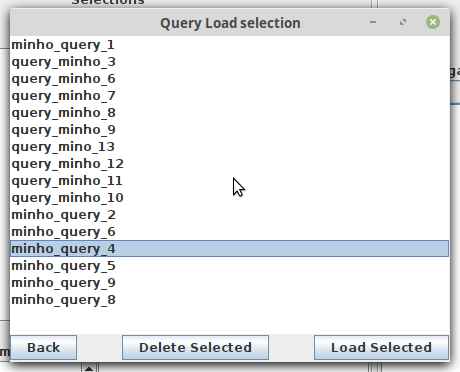 Selections
Query Load selection
minho_query_1
query_minho_3
query_minho_6
query_minho_7
query_minho_8
query_minho_9
query_mino_13
query_minho_12
query_minho_11
query_minho_10
minho_query_2
minho_query_6
minho_query_4
minho_query_5
minho_query_9
minho_query_8
Back
Delete Selected
Load Selected